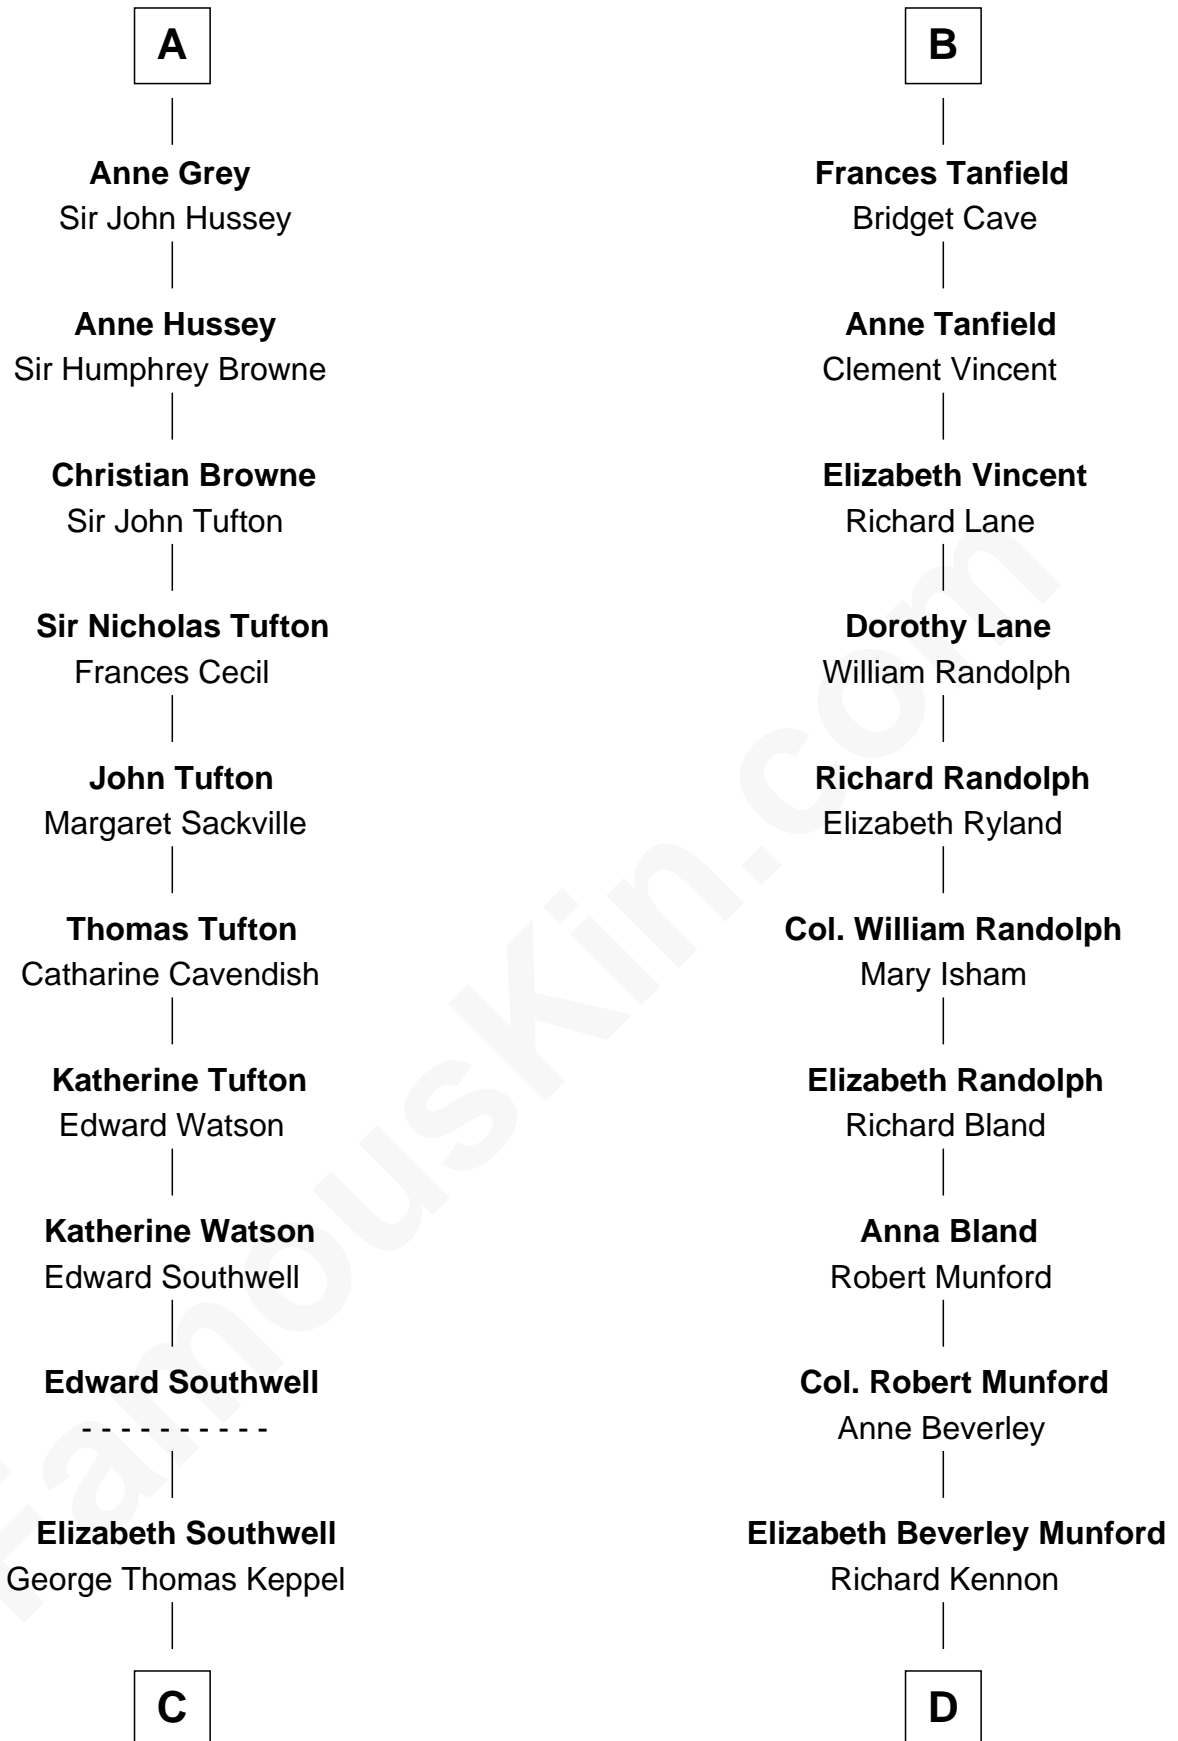 A
Anne Grey
Sir John Hussey
Anne Hussey
Sir Humphrey Browne
Christian Browne
Sir John Tufton
Sir Nicholas Tufton
Frances Cecil
John Tufton
Margaret Sackville
Thomas Tufton
Catharine Cavendish
Katherine Tufton
Edward Watson
Katherine Watson
Edward Southwell
Edward Southwell
- - - - - - - - - -
Elizabeth Southwell
George Thomas Keppel
C
B
Frances Tanfield
Bridget Cave
Anne Tanfield
Clement Vincent
Elizabeth Vincent
Richard Lane
Dorothy Lane
William Randolph
Richard Randolph
Elizabeth Ryland
Col. William Randolph
Mary Isham
Elizabeth Randolph
Richard Bland
Anna Bland
Robert Munford
Col. Robert Munford
Anne Beverley
Elizabeth Beverley Munford
Richard Kennon
D
FamousKin.com